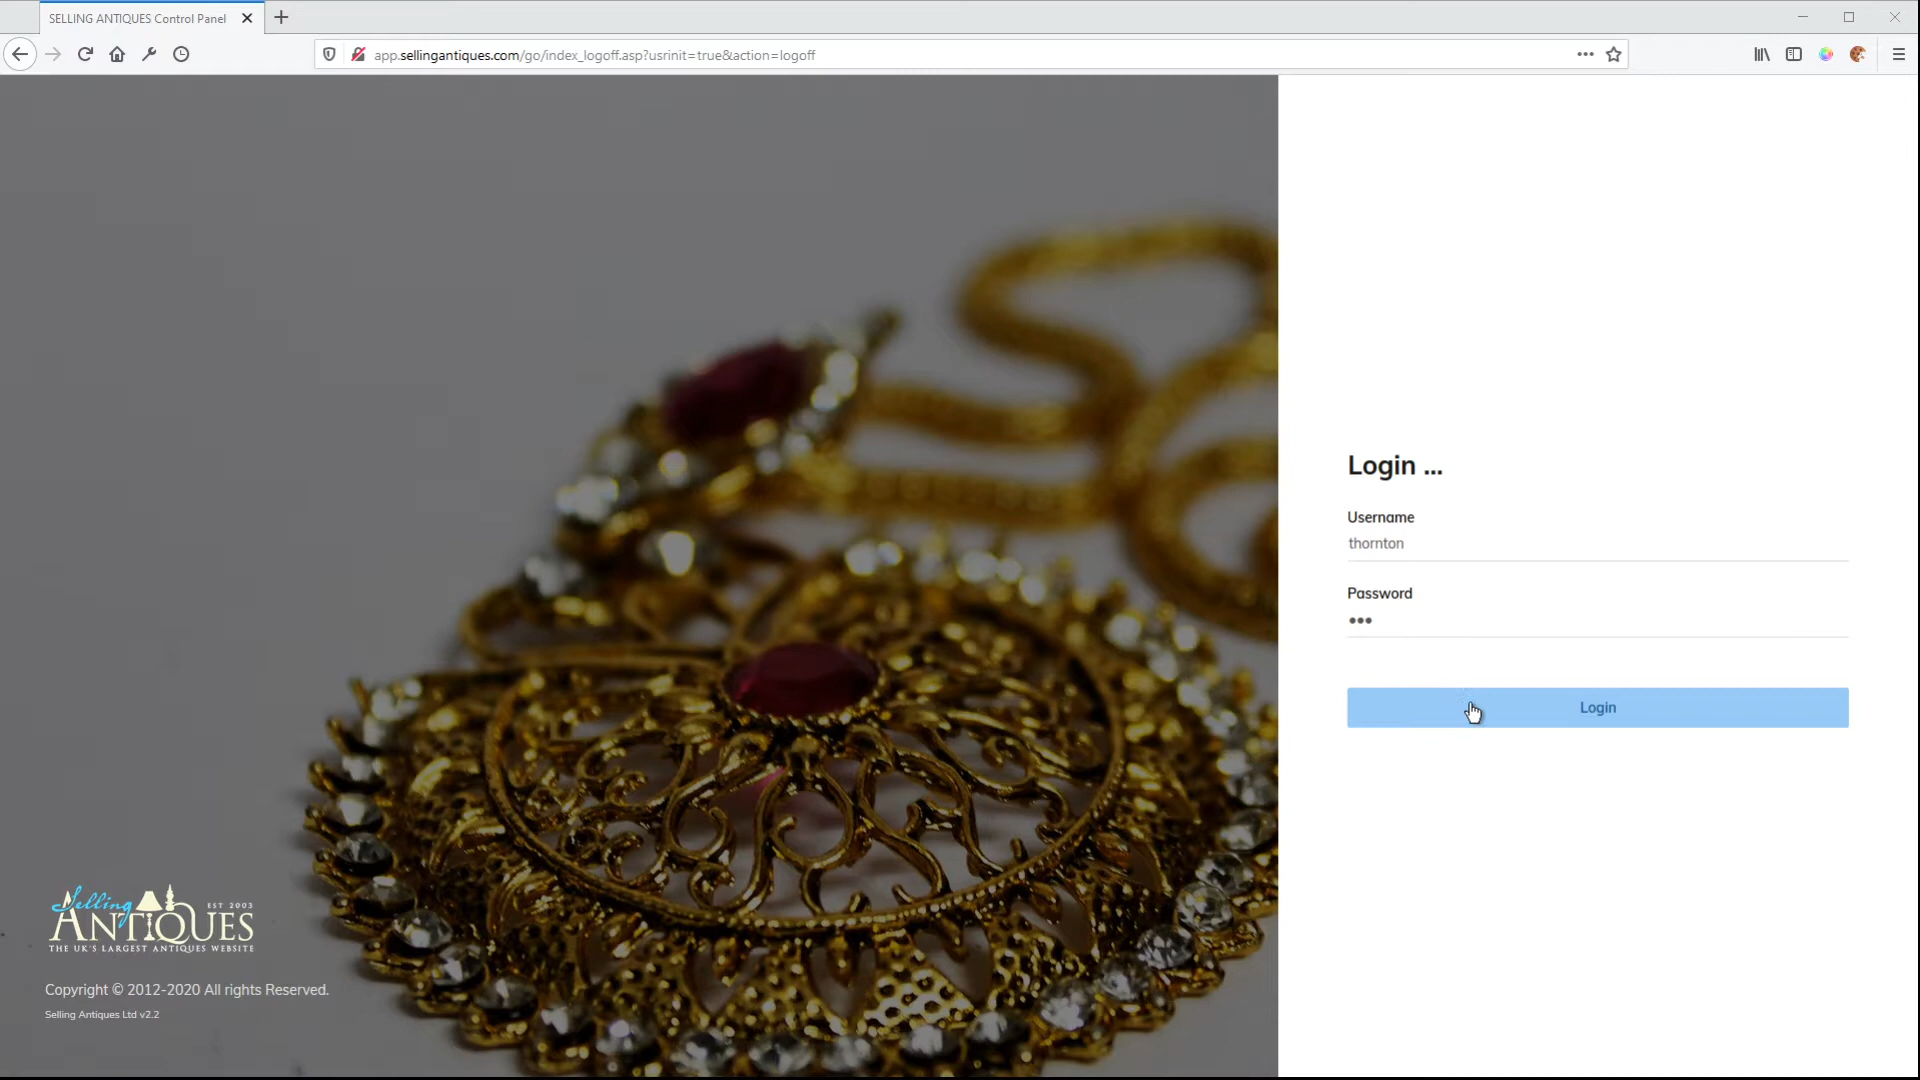 SELLING ANTIQUES Control Panel
app.sellingantiques.com/go/index_logoff.asp?usrinit=true&action=logoff
Login ...
Username
thornton
Password
Login
Selling EST 2003
ANTIQUES
THE UK'S LARGEST ANTIQUES WEBSITE
Copyright © 2012-2020 All rights Reserved.
Selling Antiques Ltd v2.2